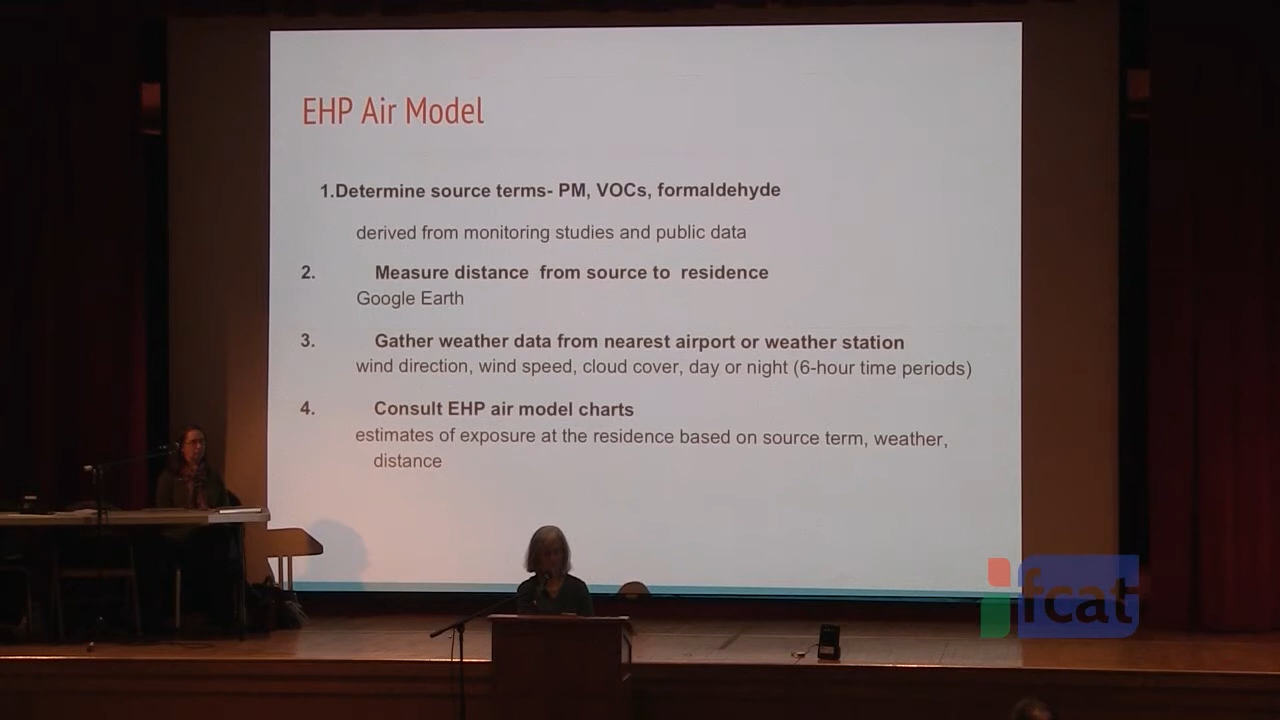 EHP Air Model
1.Determine source terms- PM, VOCs, formaldehyde
derived from monitoring studies and public data
2. Measure distance from source to residence
Google Earth
3. Gather weather data from nearest airport or weather station
wind direction, wind speed, cloud cover, day or night (6-hour time periods)
4. Consult EHP air model charts
estimates of exposure at the residence based on source term, weather,
distance
fcat